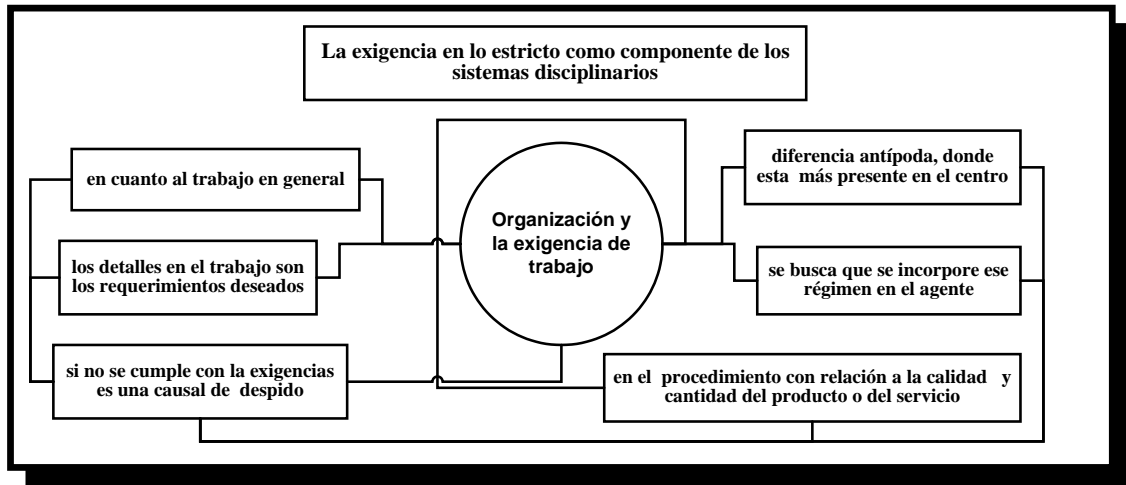 La exigencia en lo estricto como componente de los
sistemas disciplinarios
en cuanto al trabajo en general
los detalles en el trabajo son
los requerimientos deseados
si no se cumple con la exigencias
es una causal de despido
Organización y
la exigencia de
trabajo
diferencia antípoda, donde
esta más presente en el centro
se busca que se incorpore ese
régimen en el agente
en el procedimiento con relación a la calidad y
cantidad del producto o del servicio